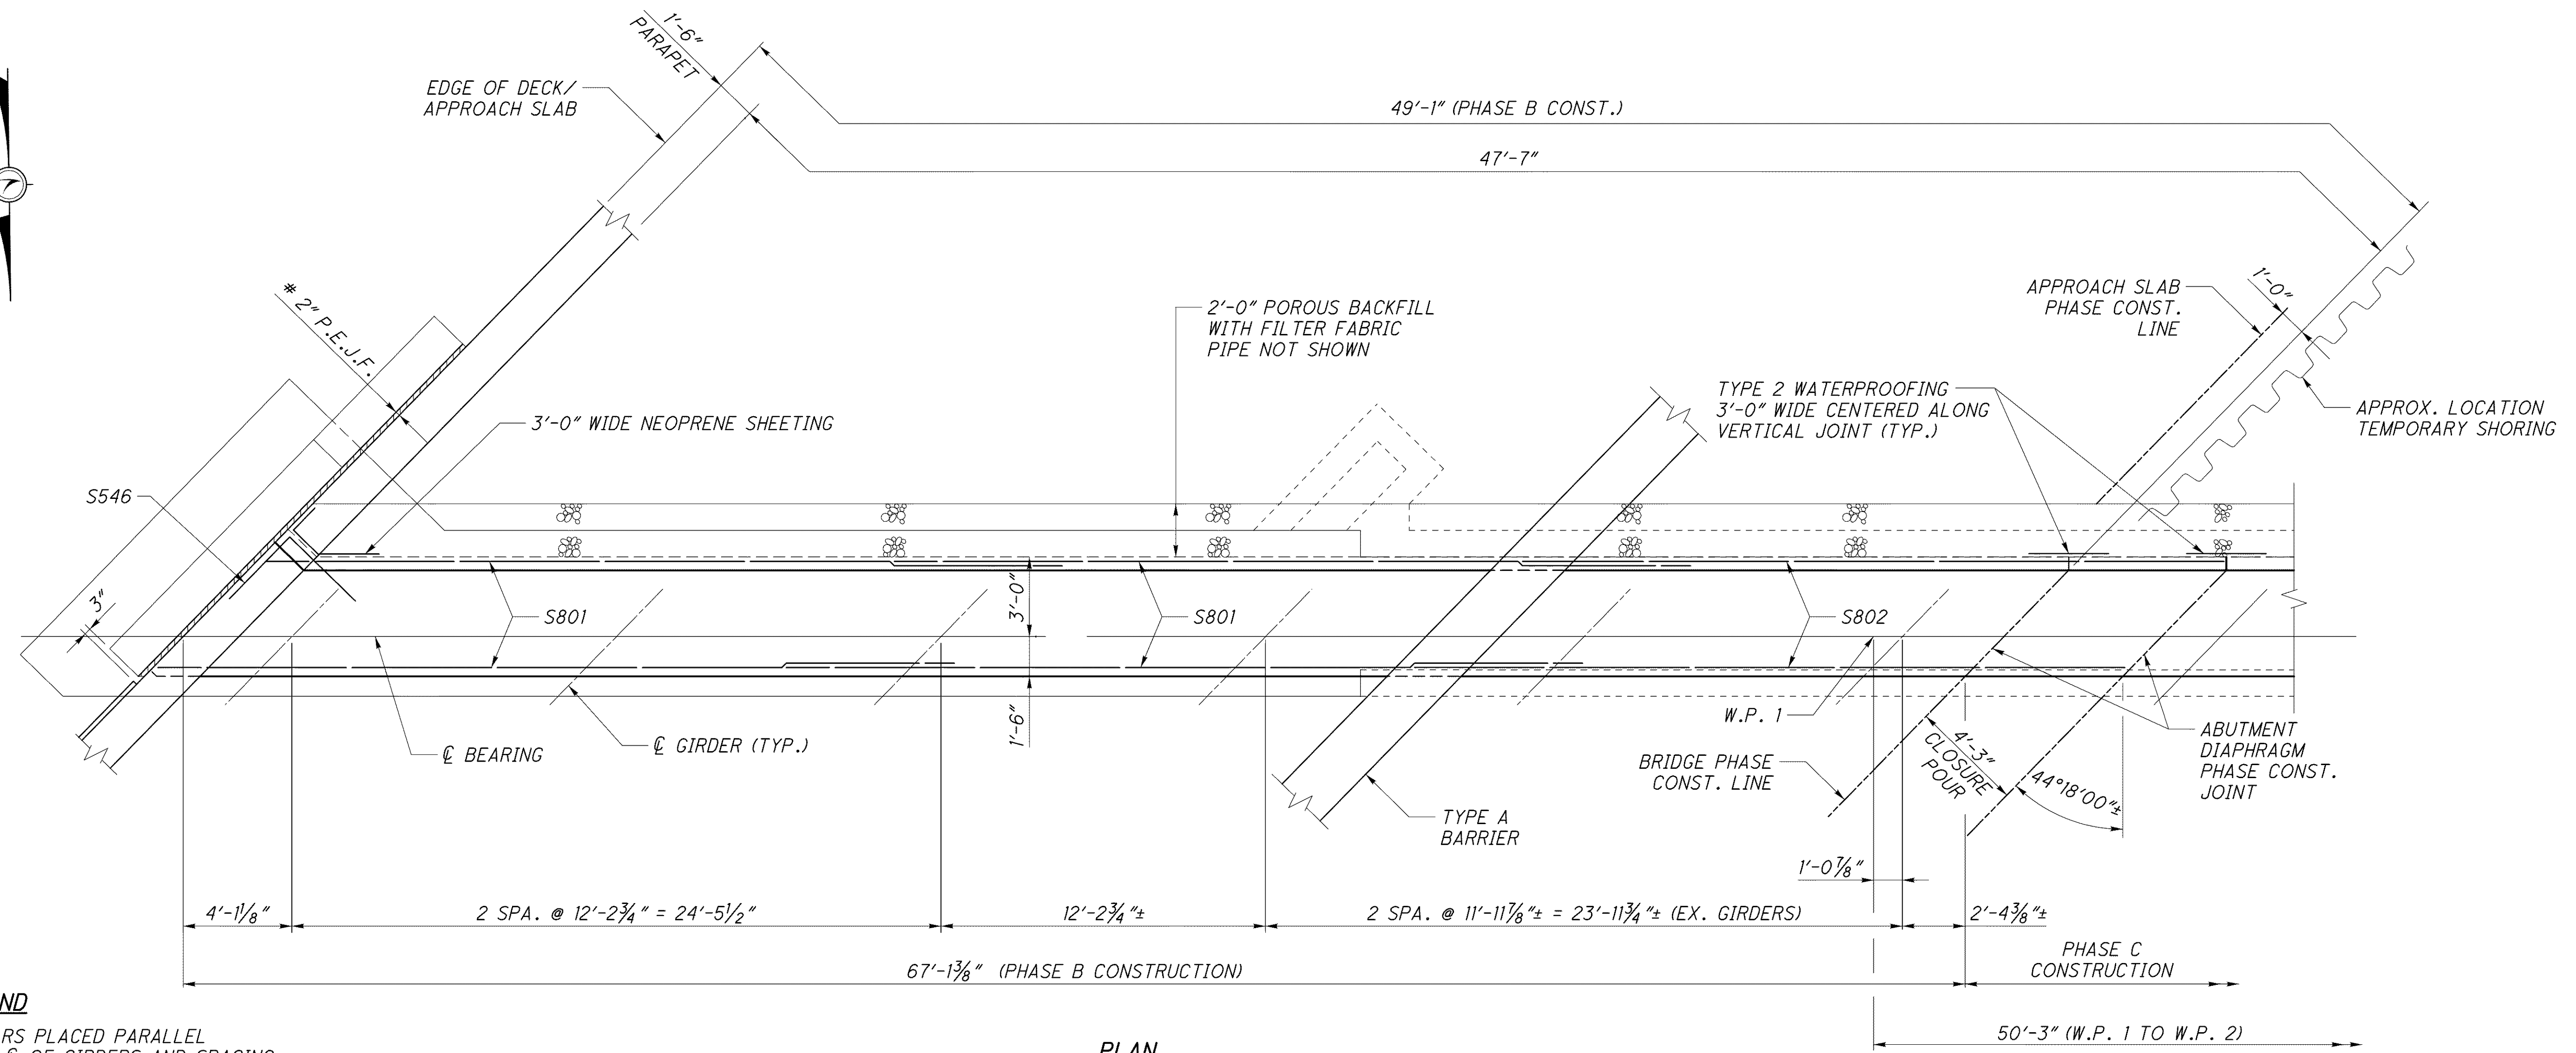 1'-6"
PARAPET
EDGE OF DECK/
APPROACH SLAB
49'-1" (PHASE B CONST.)
47'-7"
# 2" P.E.J.F.
2'-0" POROUS BACKFILL
WITH FILTER FABRIC
PIPE NOT SHOWN
APPROACH SLAB
PHASE CONST.
LINE
1'-0"
3'-0" WIDE NEOPRENE SHEETING
TYPE 2 WATERPROOFING
3'-0" WIDE CENTERED ALONG
VERTICAL JOINT (TYP.)
APPROX. LOCATION
TEMPORARY SHORING
S546
3"
S801
3'-0"
S801
S802
1'-6"
W.P. 1
℄ BEARING
℄ GIRDER (TYP.)
BRIDGE PHASE
CONST. LINE
4'-3"
CLOSURE
POUR
44°18'00"±
ABUTMENT
DIAPHRAGM
PHASE CONST.
JOINT
TYPE A
BARRIER
1'-0⅞"
4'-1⅛"
2 SPA. @ 12'-2¾" = 24'-5½"
12'-2¾"±
2 SPA. @ 11'-11⅞"± = 23'-11¾"± (EX. GIRDERS)
2'-4⅜"±
67'-1⅜" (PHASE B CONSTRUCTION)
PHASE C
CONSTRUCTION
50'-3" (W.P. 1 TO W.P. 2)
ND
RS PLACED PARALLEL
℄ OF GIRDERS AND SPACING
PLAN